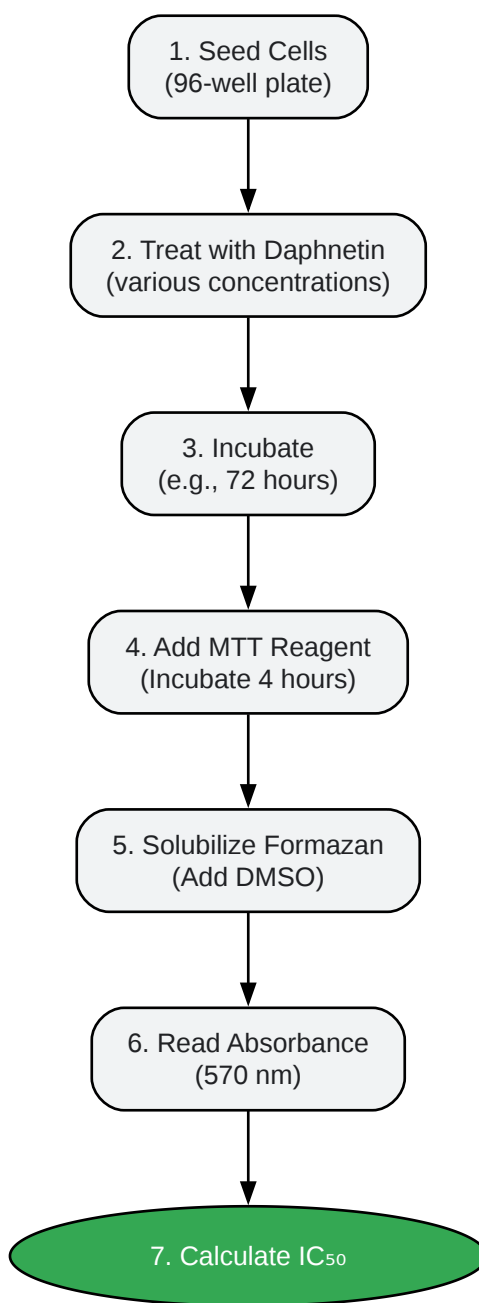 1. Seed Cells
(96-well plate)
2. Treat with Daphnetin
(various concentrations)
3. Incubate
(e.g., 72 hours)
4. Add MTT Reagent
(Incubate 4 hours)
5. Solubilize Formazan
(Add DMSO)
6. Read Absorbance
(570 nm)
7. Calculate IC₅₀